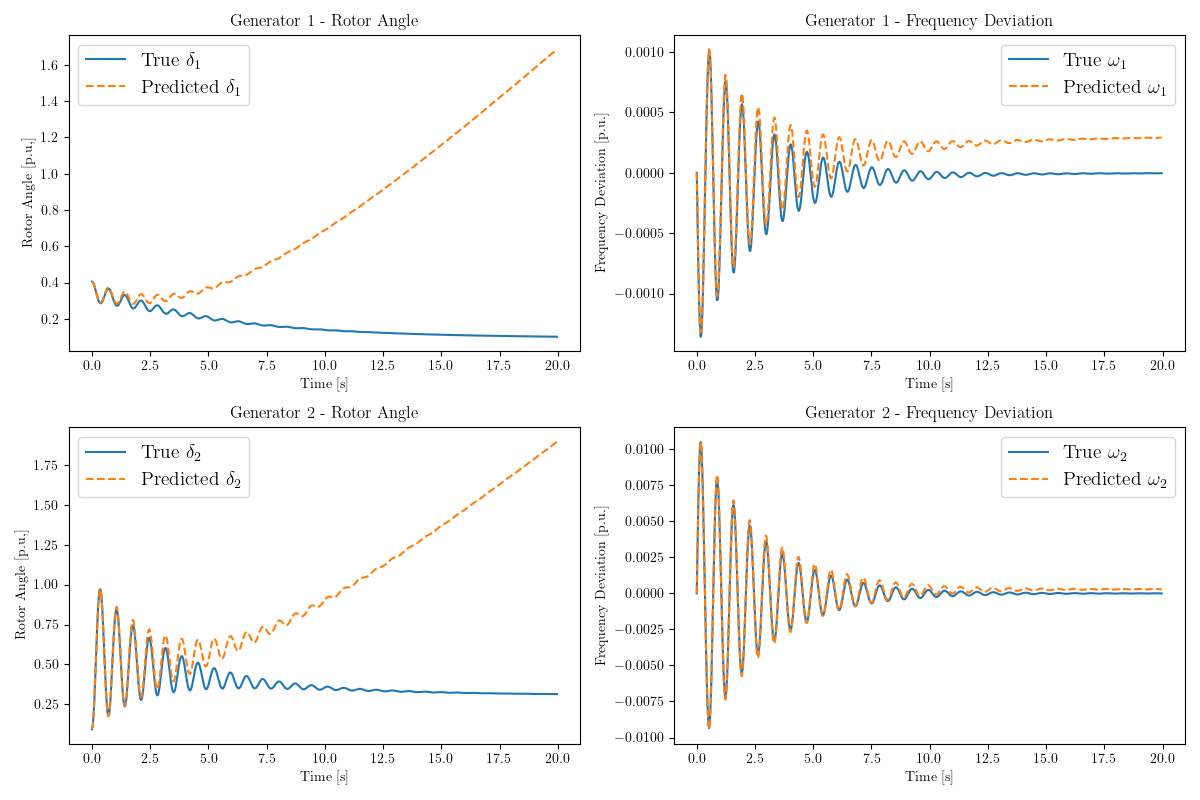 Generator 1 - Rotor Angle
True δ₁
Predicted δ₁
Rotor Angle [p.u,]
1.6
1.4
1.2
1.0
0.8
0.6
0.4
0.2
0.0 2.5 5.0 7.5 10.0 12.5 15.0 17.5 20.0
Time [s]
Generator 1 - Frequency Deviation
True ω₁
Predicted ω₁
Frequency Deviation [p.u.]
0.0010
0.0005
0.0000
−0.0005
−0.0010
0.0 2.5 5.0 7.5 10.0 12.5 15.0 17.5 20.0
Time [s]
Generator 2 - Rotor Angle
True δ₂
Predicted δ₂
Rotor Angle [p.u,]
1.75
1.50
1.25
1.00
0.75
0.50
0.25
0.0 2.5 5.0 7.5 10.0 12.5 15.0 17.5 20.0
Time [s]
Generator 2 - Frequency Deviation
True ω₂
Predicted ω₂
Frequency Deviation [p.u.]
0.0100
0.0075
0.0050
0.0025
0.0000
−0.0025
−0.0050
−0.0075
−0.0100
0.0 2.5 5.0 7.5 10.0 12.5 15.0 17.5 20.0
Time [s]